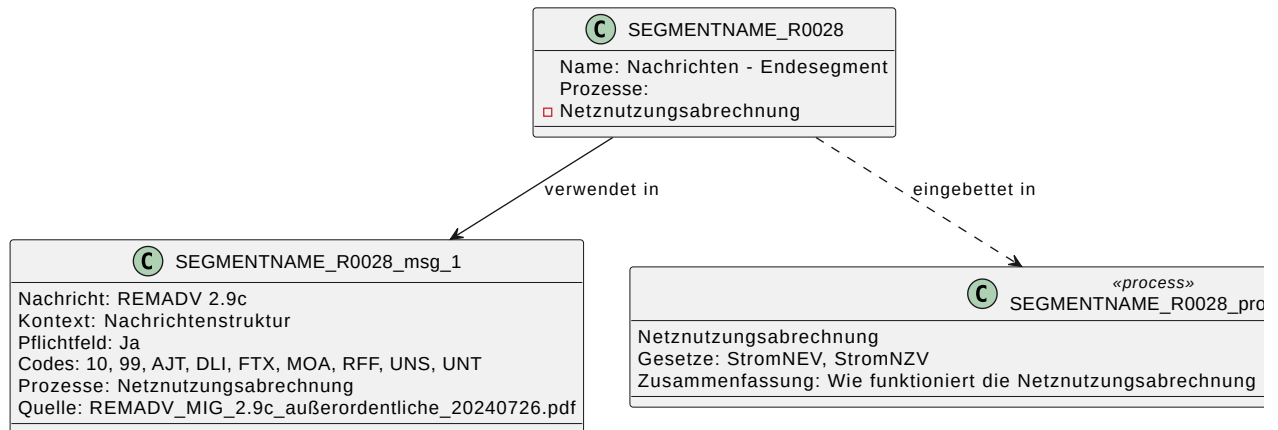 C SEGMENTNAME_R0028
Name: Nachrichten - Endesegment
Prozesse:
Netznutzungsabrechnung
verwendet in
eingebettet in
C SEGMENTNAME_R0028_msg_1
Nachricht: REMADV 2.9c
Kontext: Nachrichtenstruktur
Pflichtfeld: Ja
Codes: 10, 99, AJT, DLI, FTX, MOA, RFF, UNS, UNT
Prozesse: Netznutzungsabrechnung
Quelle: REMADV_MIG_2.9c_außerordentliche_20240726.pdf
«process»
C SEGMENTNAME_R0028_pro
Netznutzungsabrechnung
Gesetze: StromNEV, StromNZV
Zusammenfassung: Wie funktioniert die Netznutzungsabrechnung